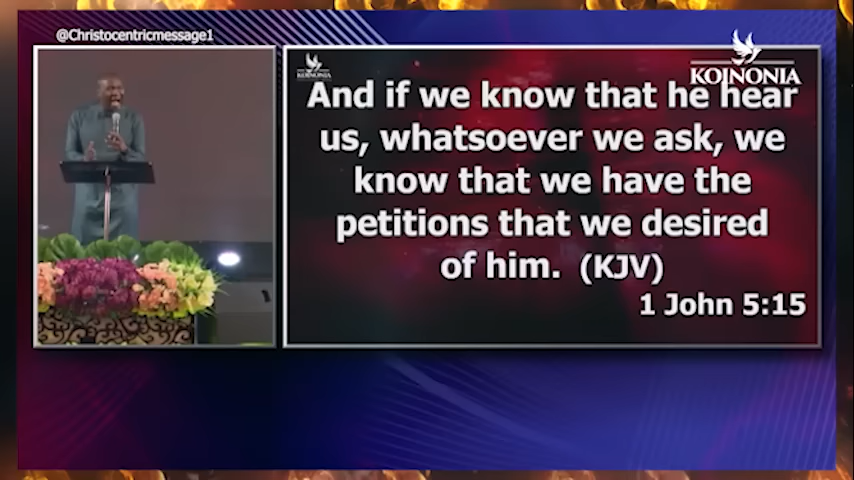 @Christocentricmessage1
KOINONIA
KOINONIA
And if we know that he hear
us, whatsoever we ask, we
know that we have the
petitions that we desired
of him. (KJV)
1 John 5:15